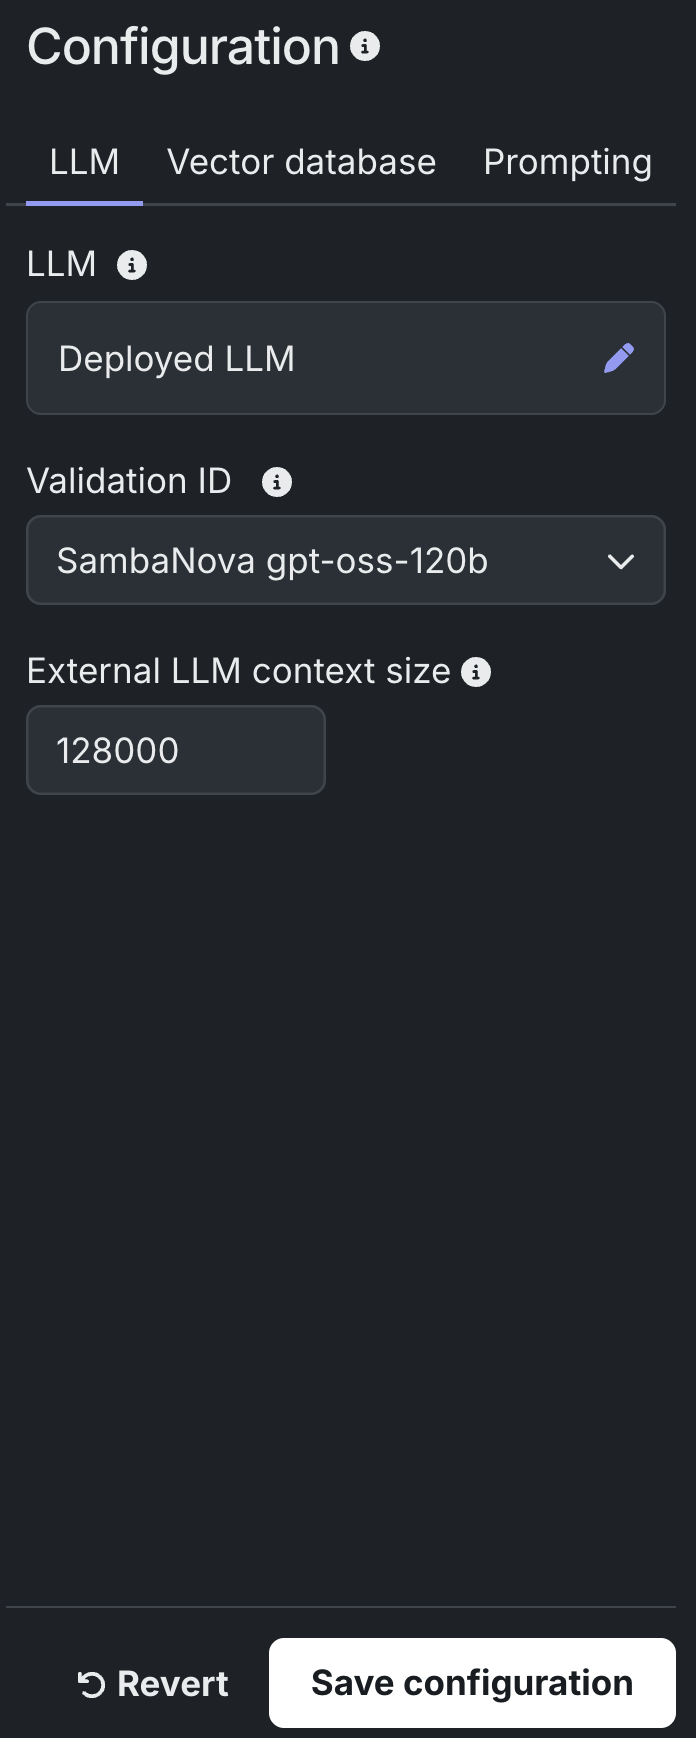 Configuration
LLM Vector database Prompting
LLM
Deployed LLM
Validation ID
SambaNova gpt-oss-120b
External LLM context size
128000
Revert Save configuration